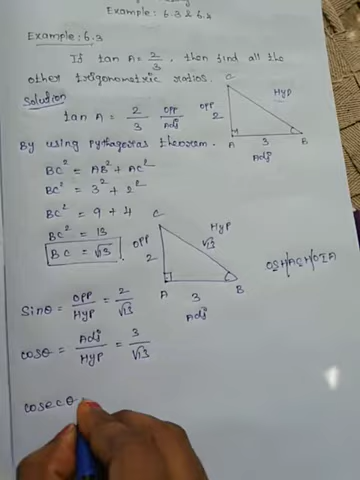 Example: 6.3 & 6.4
Example: 6.3
If tan A = 2/3, then find all the
other trigonometric ratios.
Solution
tan A = 2/3 opp/Adj
By using pythagoras theorem.
BC² = AB² + AC²
BC² = 3² + 2²
BC² = 9 + 4
BC² = 13
BC = √13
C
HYP
opp
2
A
3
B
Adj
C
HYP
√13
opp
2
A
3
B
Adj
OSH/ACH/OTA
sinθ = opp/HYP = 2/√13
cosθ = Adj/HYP = 3/√13
cosecθ